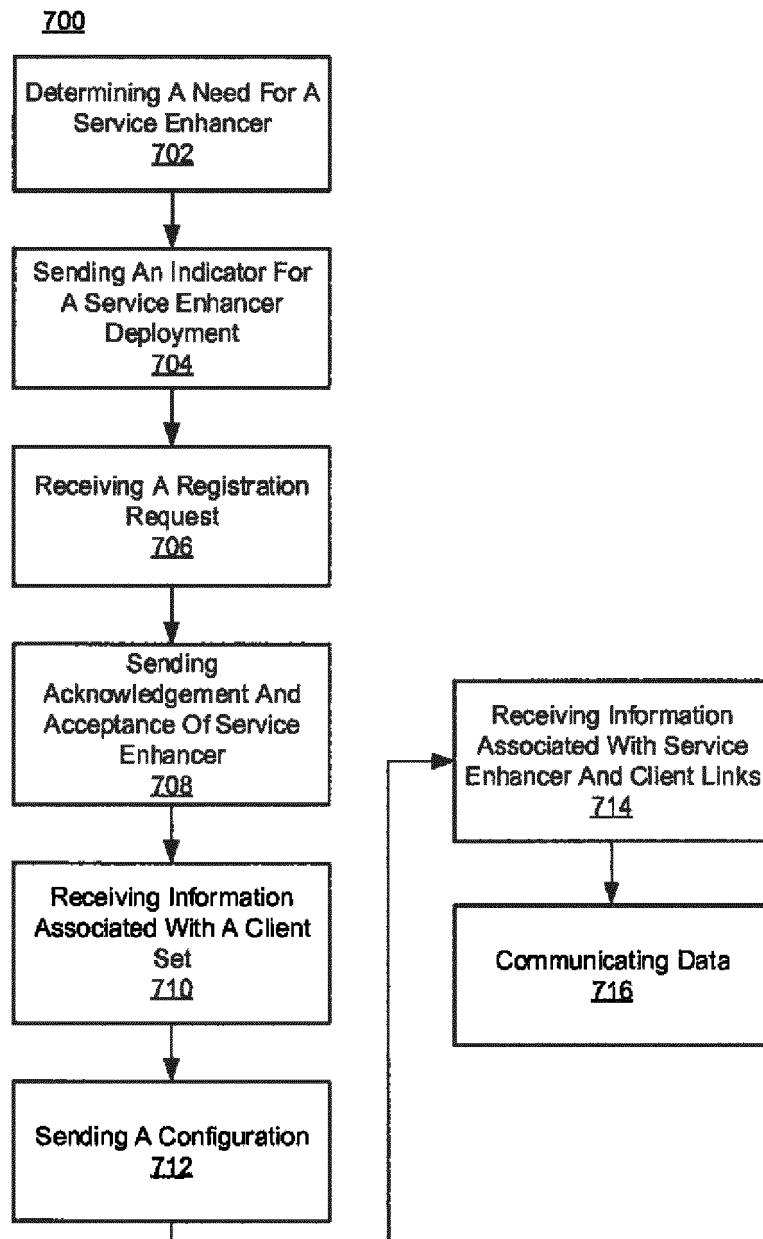 700
Determining A Need For A
Service Enhancer
702
Sending An Indicator For
A Service Enhancer
Deployment
704
Receiving A Registration
Request
706
Sending
Acknowledgement And
Acceptance Of Service
Enhancer
708
Receiving Information
Associated With A Client
Set
710
Sending A Configuration
712
Receiving Information
Associated With Service
Enhancer And Client Links
714
Communicating Data
716